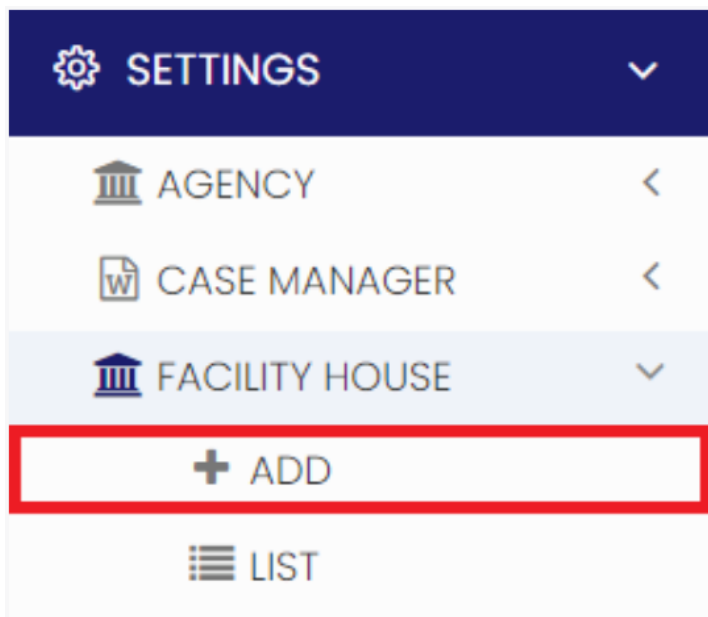 SETTINGS
AGENCY
CASE MANAGER
FACILITY HOUSE
ADD
LIST